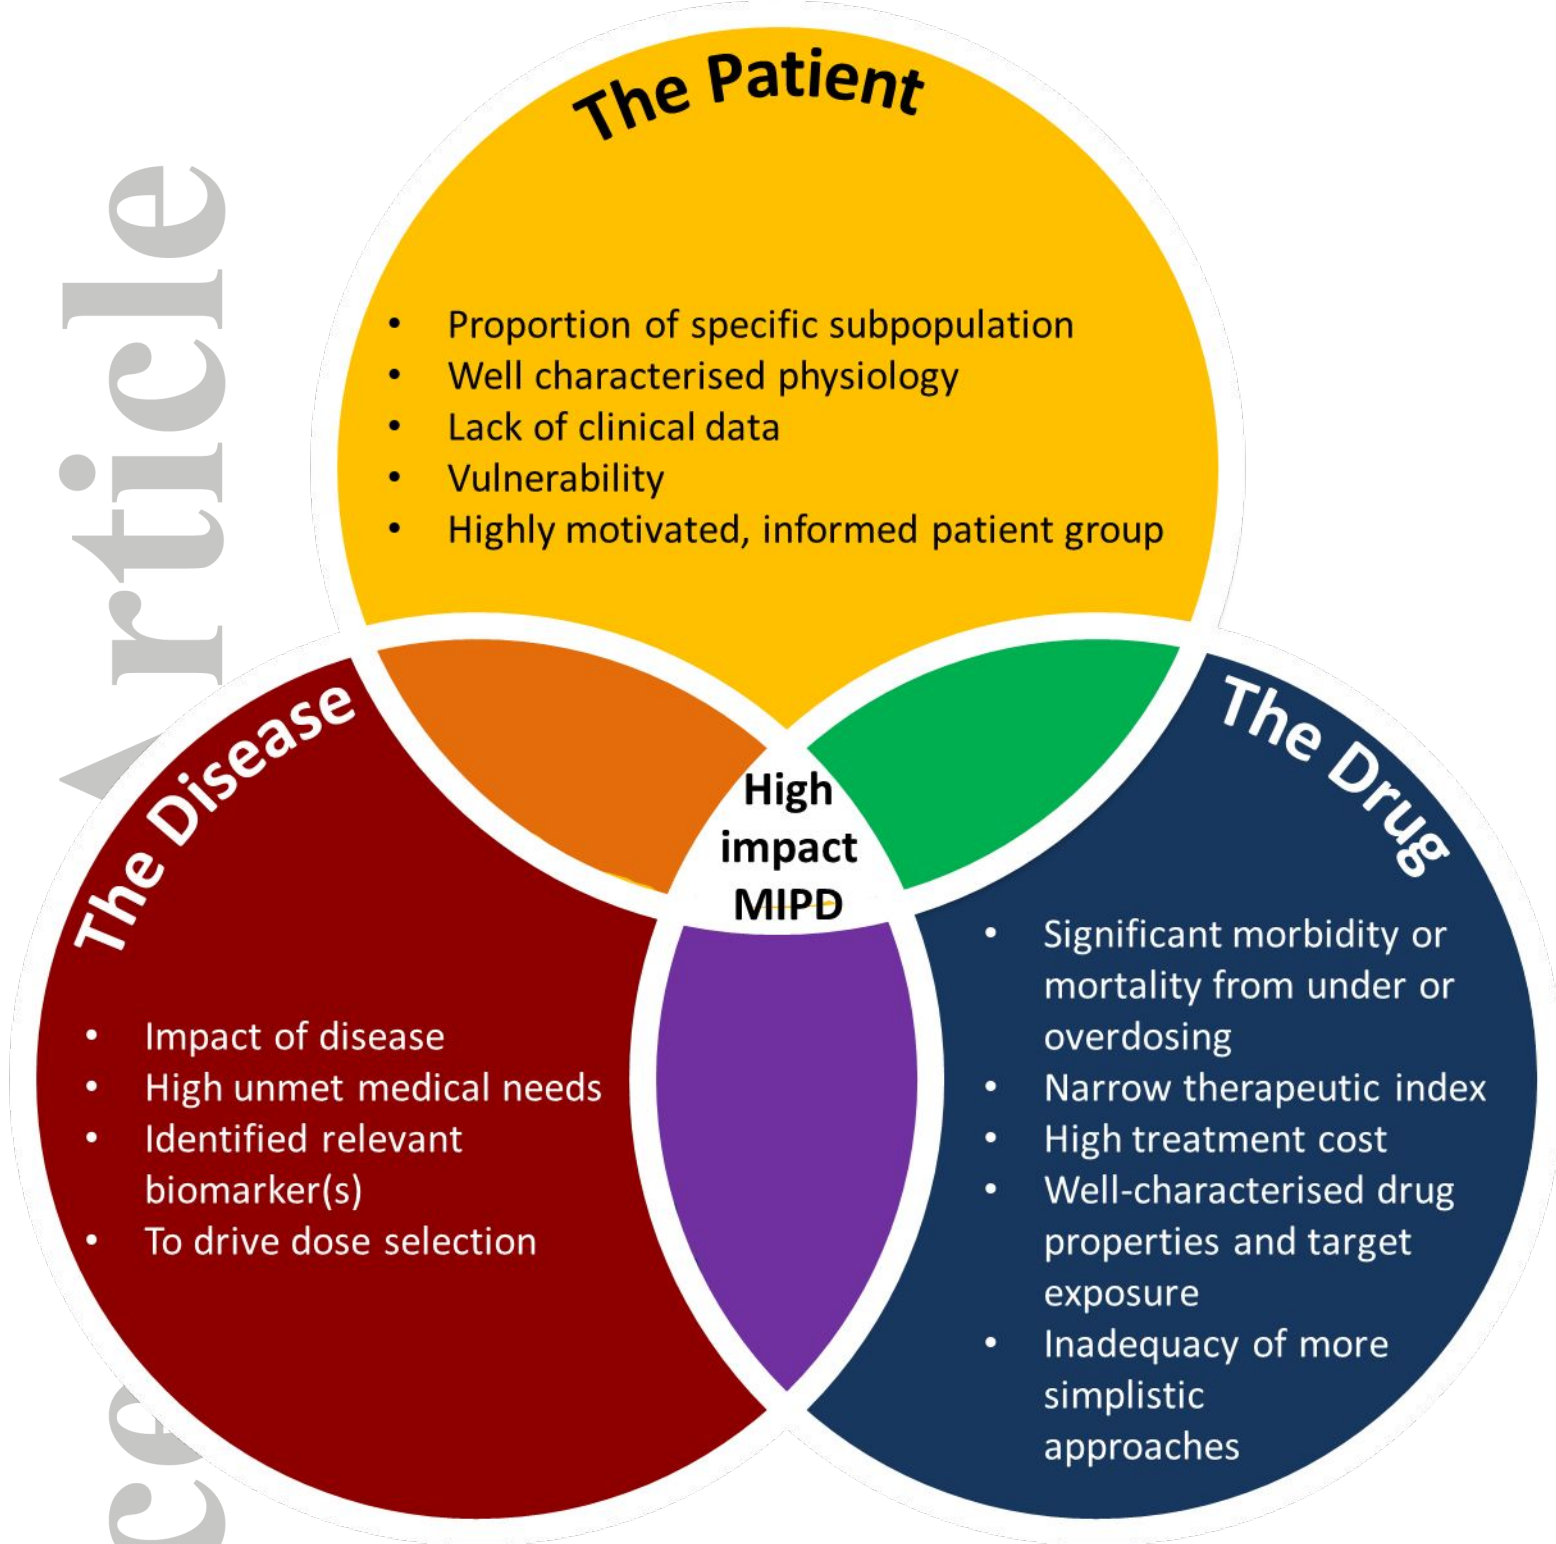 The Patient
• Proportion of specific subpopulation
• Well characterised physiology
• Lack of clinical data
• Vulnerability
• Highly motivated, informed patient group
The Disease
• Impact of disease
• High unmet medical needs
• Identified relevant
biomarker(s)
• To drive dose selection
High
impact
MIPD
The Drug
• Significant morbidity or
mortality from under or
overdosing
• Narrow therapeutic index
• High treatment cost
• Well-characterised drug
properties and target
exposure
• Inadequacy of more
simplistic
approaches
Article